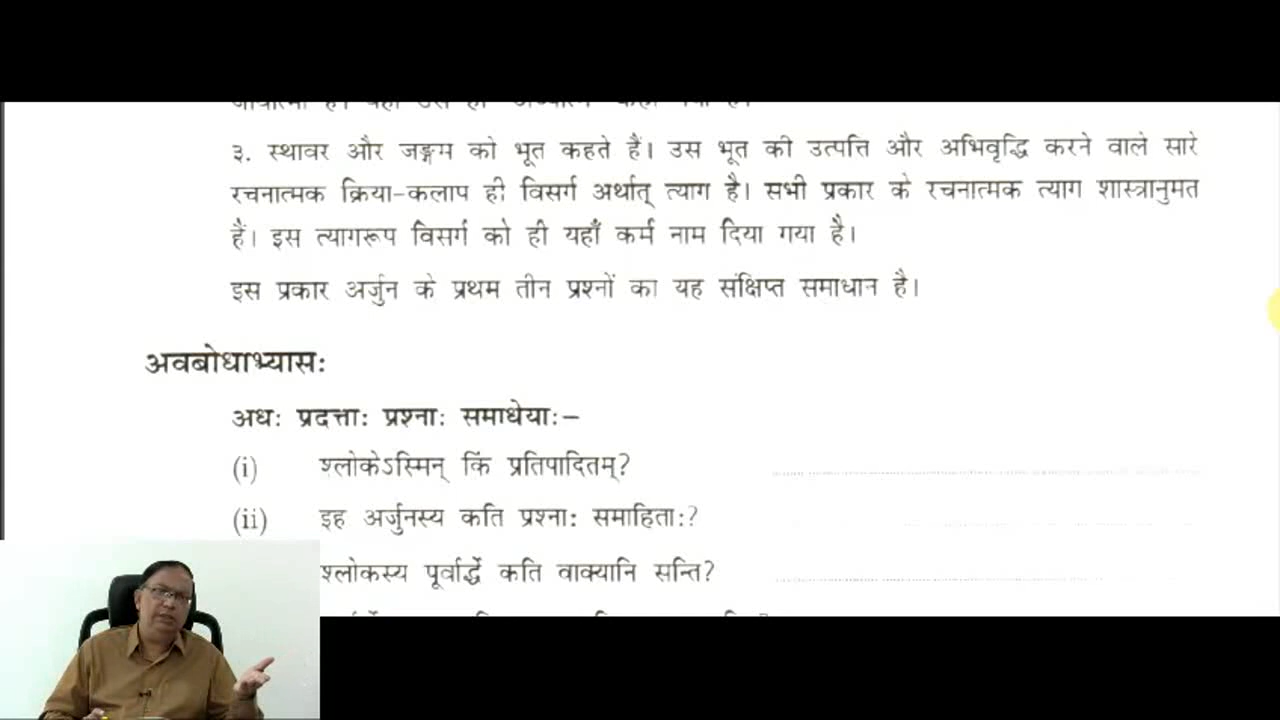 ३. स्थावर और जङ्गम को भूत कहते हैं। उस भूत की उत्पत्ति और अभिवृद्धि करने वाले सारे
रचनात्मक क्रिया-कलाप ही विसर्ग अर्थात् त्याग है। सभी प्रकार के रचनात्मक त्याग शास्त्रानुमत
हैं। इस त्यागरूप विसर्ग को ही यहाँ कर्म नाम दिया गया है।
इस प्रकार अर्जुन के प्रथम तीन प्रश्नों का यह संक्षिप्त समाधान है।
अवबोधाभ्यासः
अधः प्रदत्ताः प्रश्नाः समाधेयाः–
(i) श्लोकेऽस्मिन् किं प्रतिपादितम्?
(ii) इह अर्जुनस्य कति प्रश्नाः समाहिताः?
श्लोकस्य पूर्वार्द्धे कति वाक्यानि सन्ति?